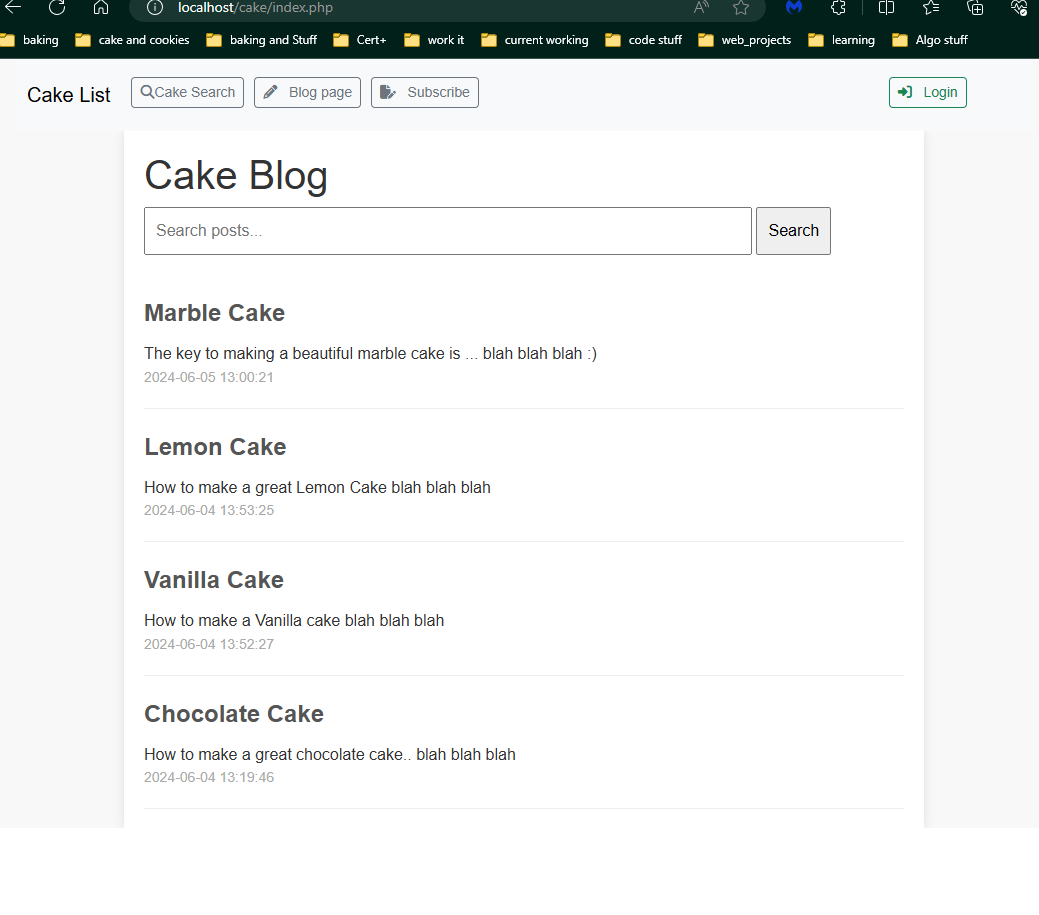 localhost/cake/index.php
baking cake and cookies baking and Stuff Cert+ work it current working code stuff web_projects learning Algo stuff
Cake List Cake Search Blog page Subscribe Login
Cake Blog
Search posts... Search
Marble Cake
The key to making a beautiful marble cake is ... blah blah blah :)
2024-06-05 13:00:21
Lemon Cake
How to make a great Lemon Cake blah blah blah
2024-06-04 13:53:25
Vanilla Cake
How to make a Vanilla cake blah blah blah
2024-06-04 13:52:27
Chocolate Cake
How to make a great chocolate cake.. blah blah blah
2024-06-04 13:19:46